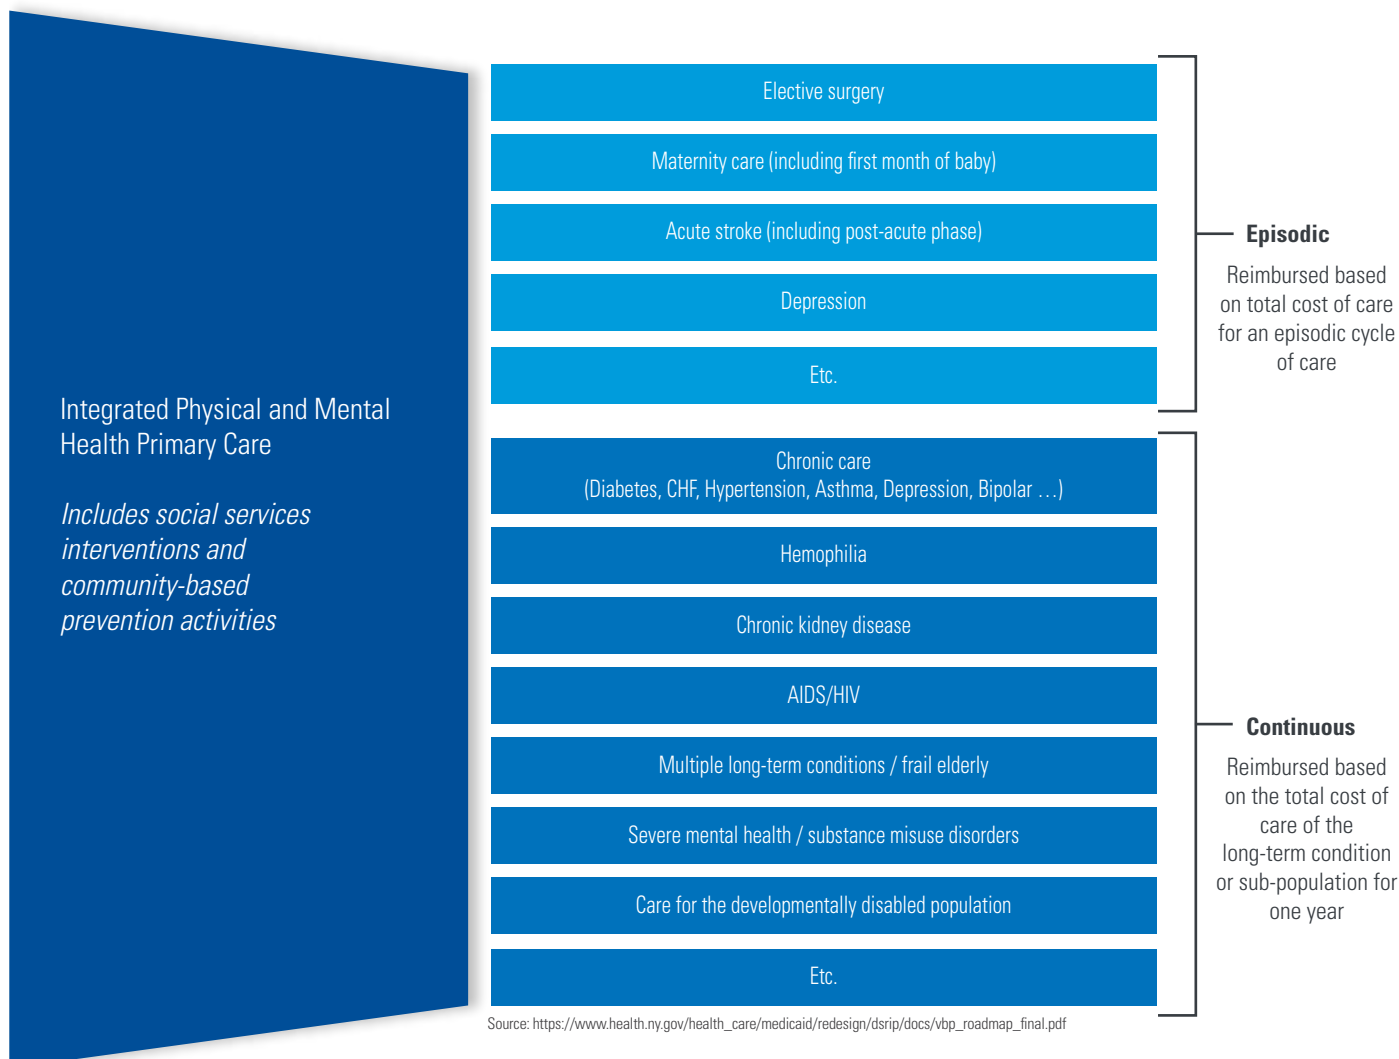 Integrated Physical and Mental
Health Primary Care
Includes social services
interventions and
community-based
prevention activities
Elective surgery
Maternity care (including first month of baby)
Acute stroke (including post-acute phase)
Depression
Etc.
Episodic
Reimbursed based
on total cost of care
for an episodic cycle
of care
Chronic care
(Diabetes, CHF, Hypertension, Asthma, Depression, Bipolar …)
Hemophilia
Chronic kidney disease
AIDS/HIV
Multiple long-term conditions / frail elderly
Severe mental health / substance misuse disorders
Care for the developmentally disabled population
Etc.
Continuous
Reimbursed based
on the total cost of
care of the
long-term condition
or sub-population for
one year
Source: https://www.health.ny.gov/health_care/medicaid/redesign/dsrip/docs/vbp_roadmap_final.pdf